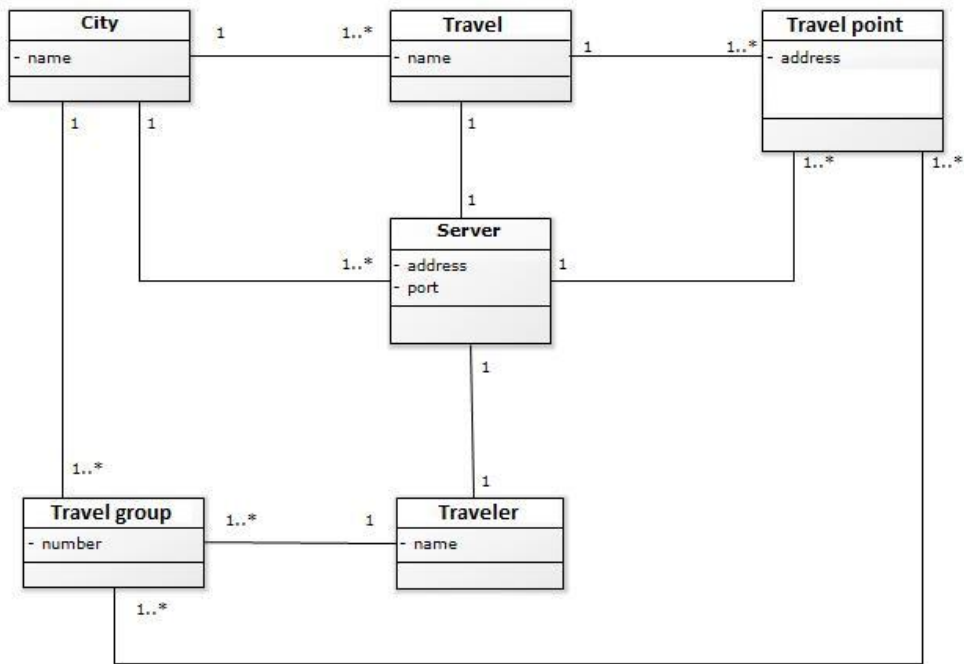 City
- name
1
1..*
Travel
- name
1
1..*
Travel point
- address
1
1
1
1..*
1..*
1
Server
- address
- port
1..*
1
1
1..*
1
Travel group
- number
1..*
1
Traveler
- name
1..*